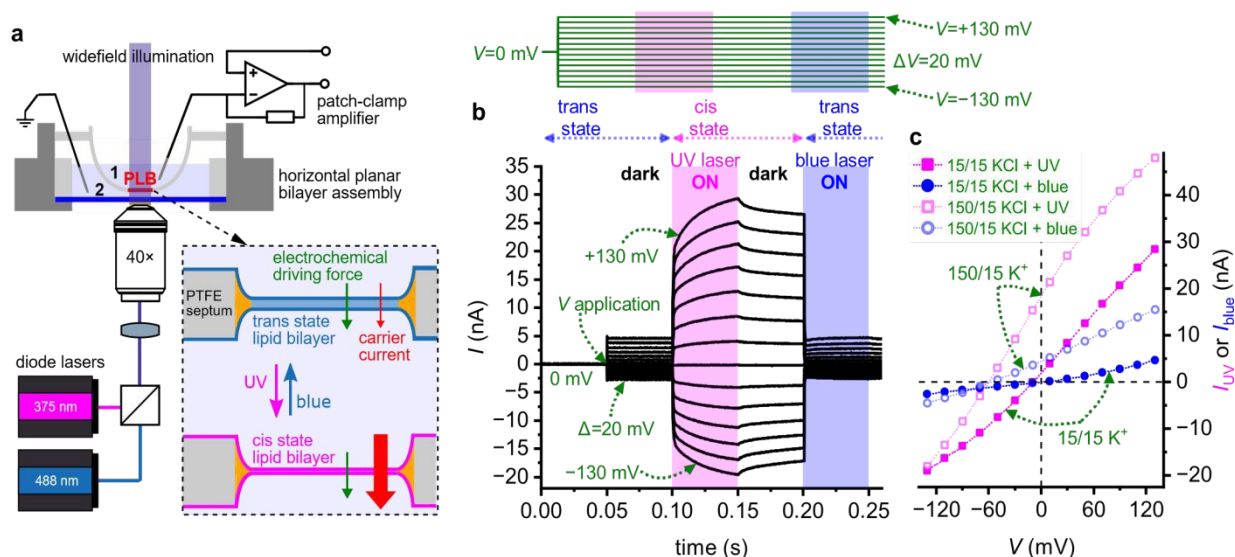 a
widefield illumination
patch-clamp
amplifier
1
PLB
2
horizontal planar
bilayer assembly
40×
diode lasers
375 nm
488 nm
PTFE
septum
electrochemical
driving force
trans state
lipid bilayer
carrier
current
UV
blue
cis state
lipid bilayer
V=0 mV
V=+130 mV
ΔV=20 mV
V=−130 mV
b
trans
state
cis
state
trans
state
dark
UV laser
ON
dark
blue laser
ON
+130 mV
V application
0 mV
Δ=20 mV
−130 mV
I (nA)
35
30
25
20
15
10
5
0
−5
−10
−15
−20
0.00
0.05
0.10
0.15
0.20
0.25
time (s)
c
15/15 KCl + UV
15/15 KCl + blue
150/15 KCl + UV
150/15 KCl + blue
150/15 K⁺
15/15 K⁺
40
30
20
10
0
−10
−20
I_UV or I_blue (nA)
−120
−60
0
60
120
V (mV)